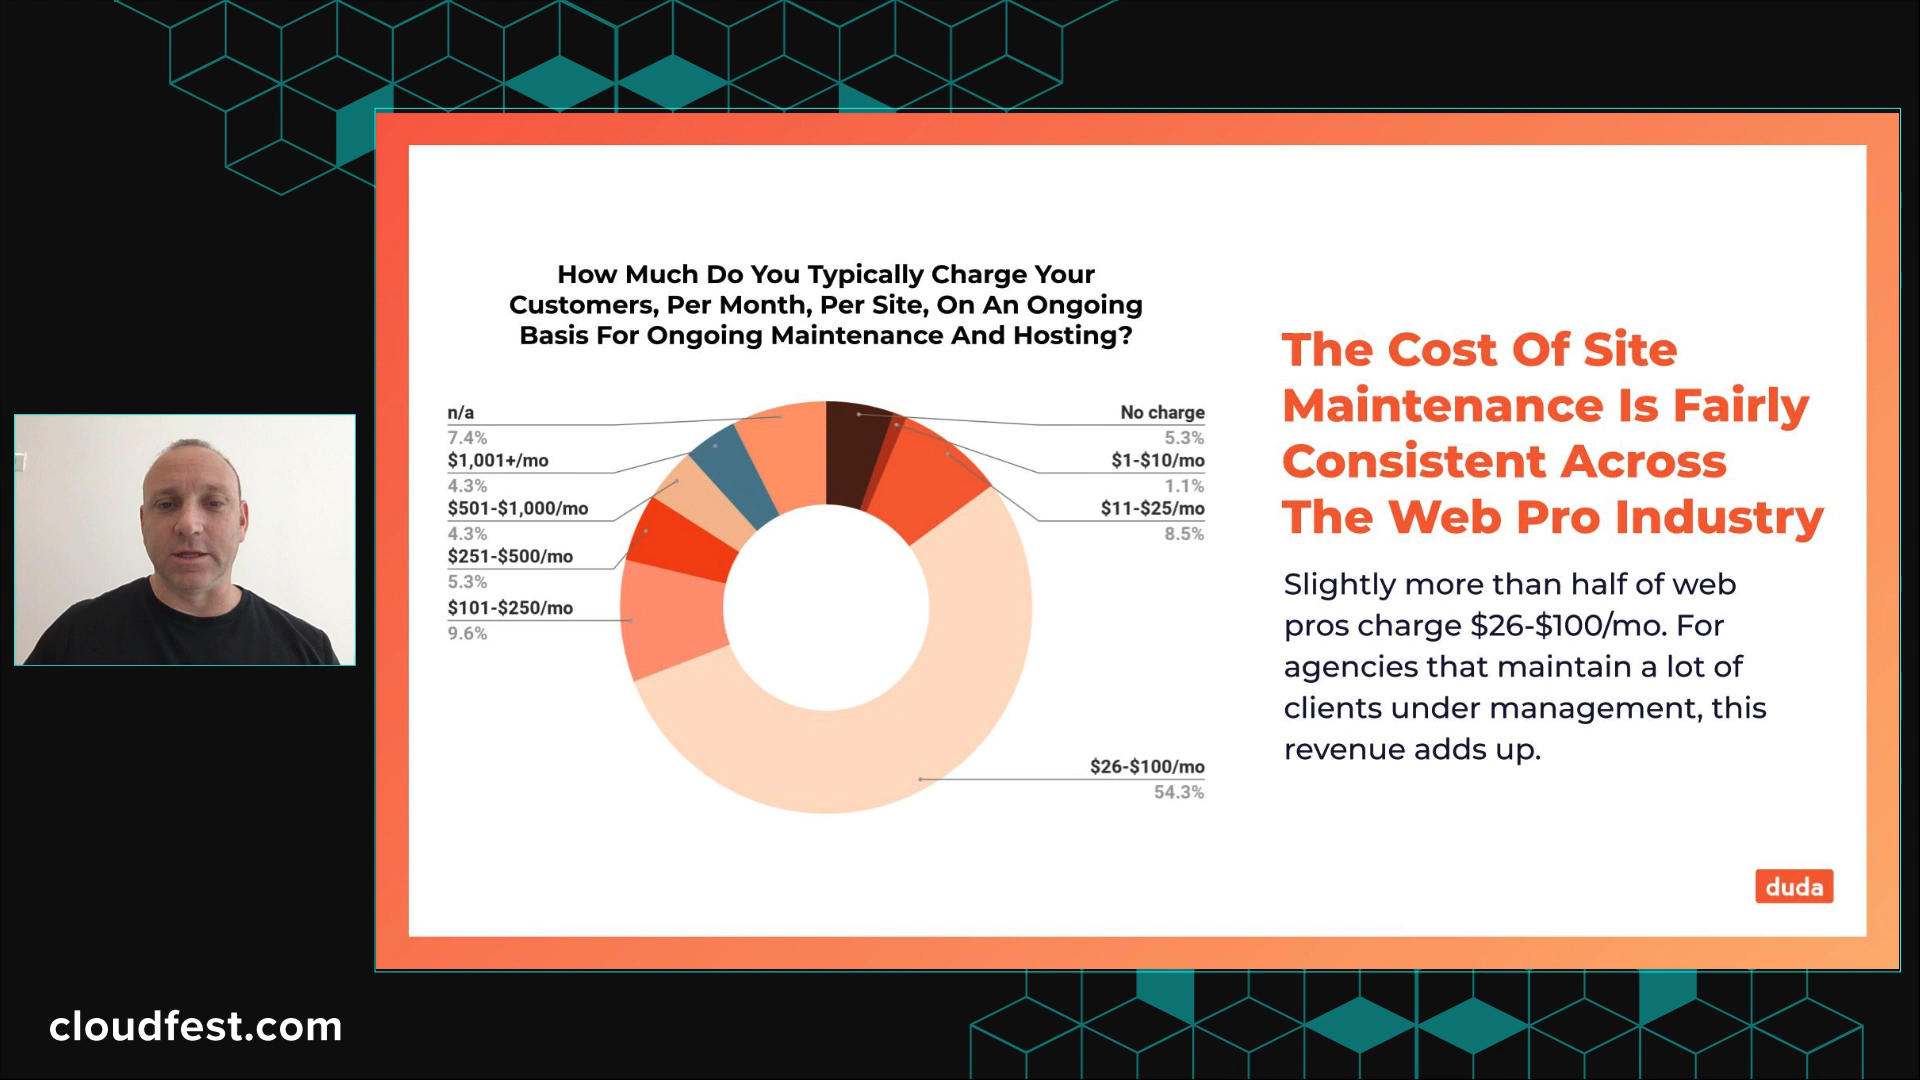 How Much Do You Typically Charge Your
Customers, Per Month, Per Site, On An Ongoing
Basis For Ongoing Maintenance And Hosting?
n/a
7.4%
$1,001+/mo
4.3%
$501-$1,000/mo
4.3%
$251-$500/mo
5.3%
$101-$250/mo
9.6%
No charge
5.3%
$1-$10/mo
1.1%
$11-$25/mo
8.5%
$26-$100/mo
54.3%
The Cost Of Site
Maintenance Is Fairly
Consistent Across
The Web Pro Industry
Slightly more than half of web
pros charge $26-$100/mo. For
agencies that maintain a lot of
clients under management, this
revenue adds up.
duda
cloudfest.com